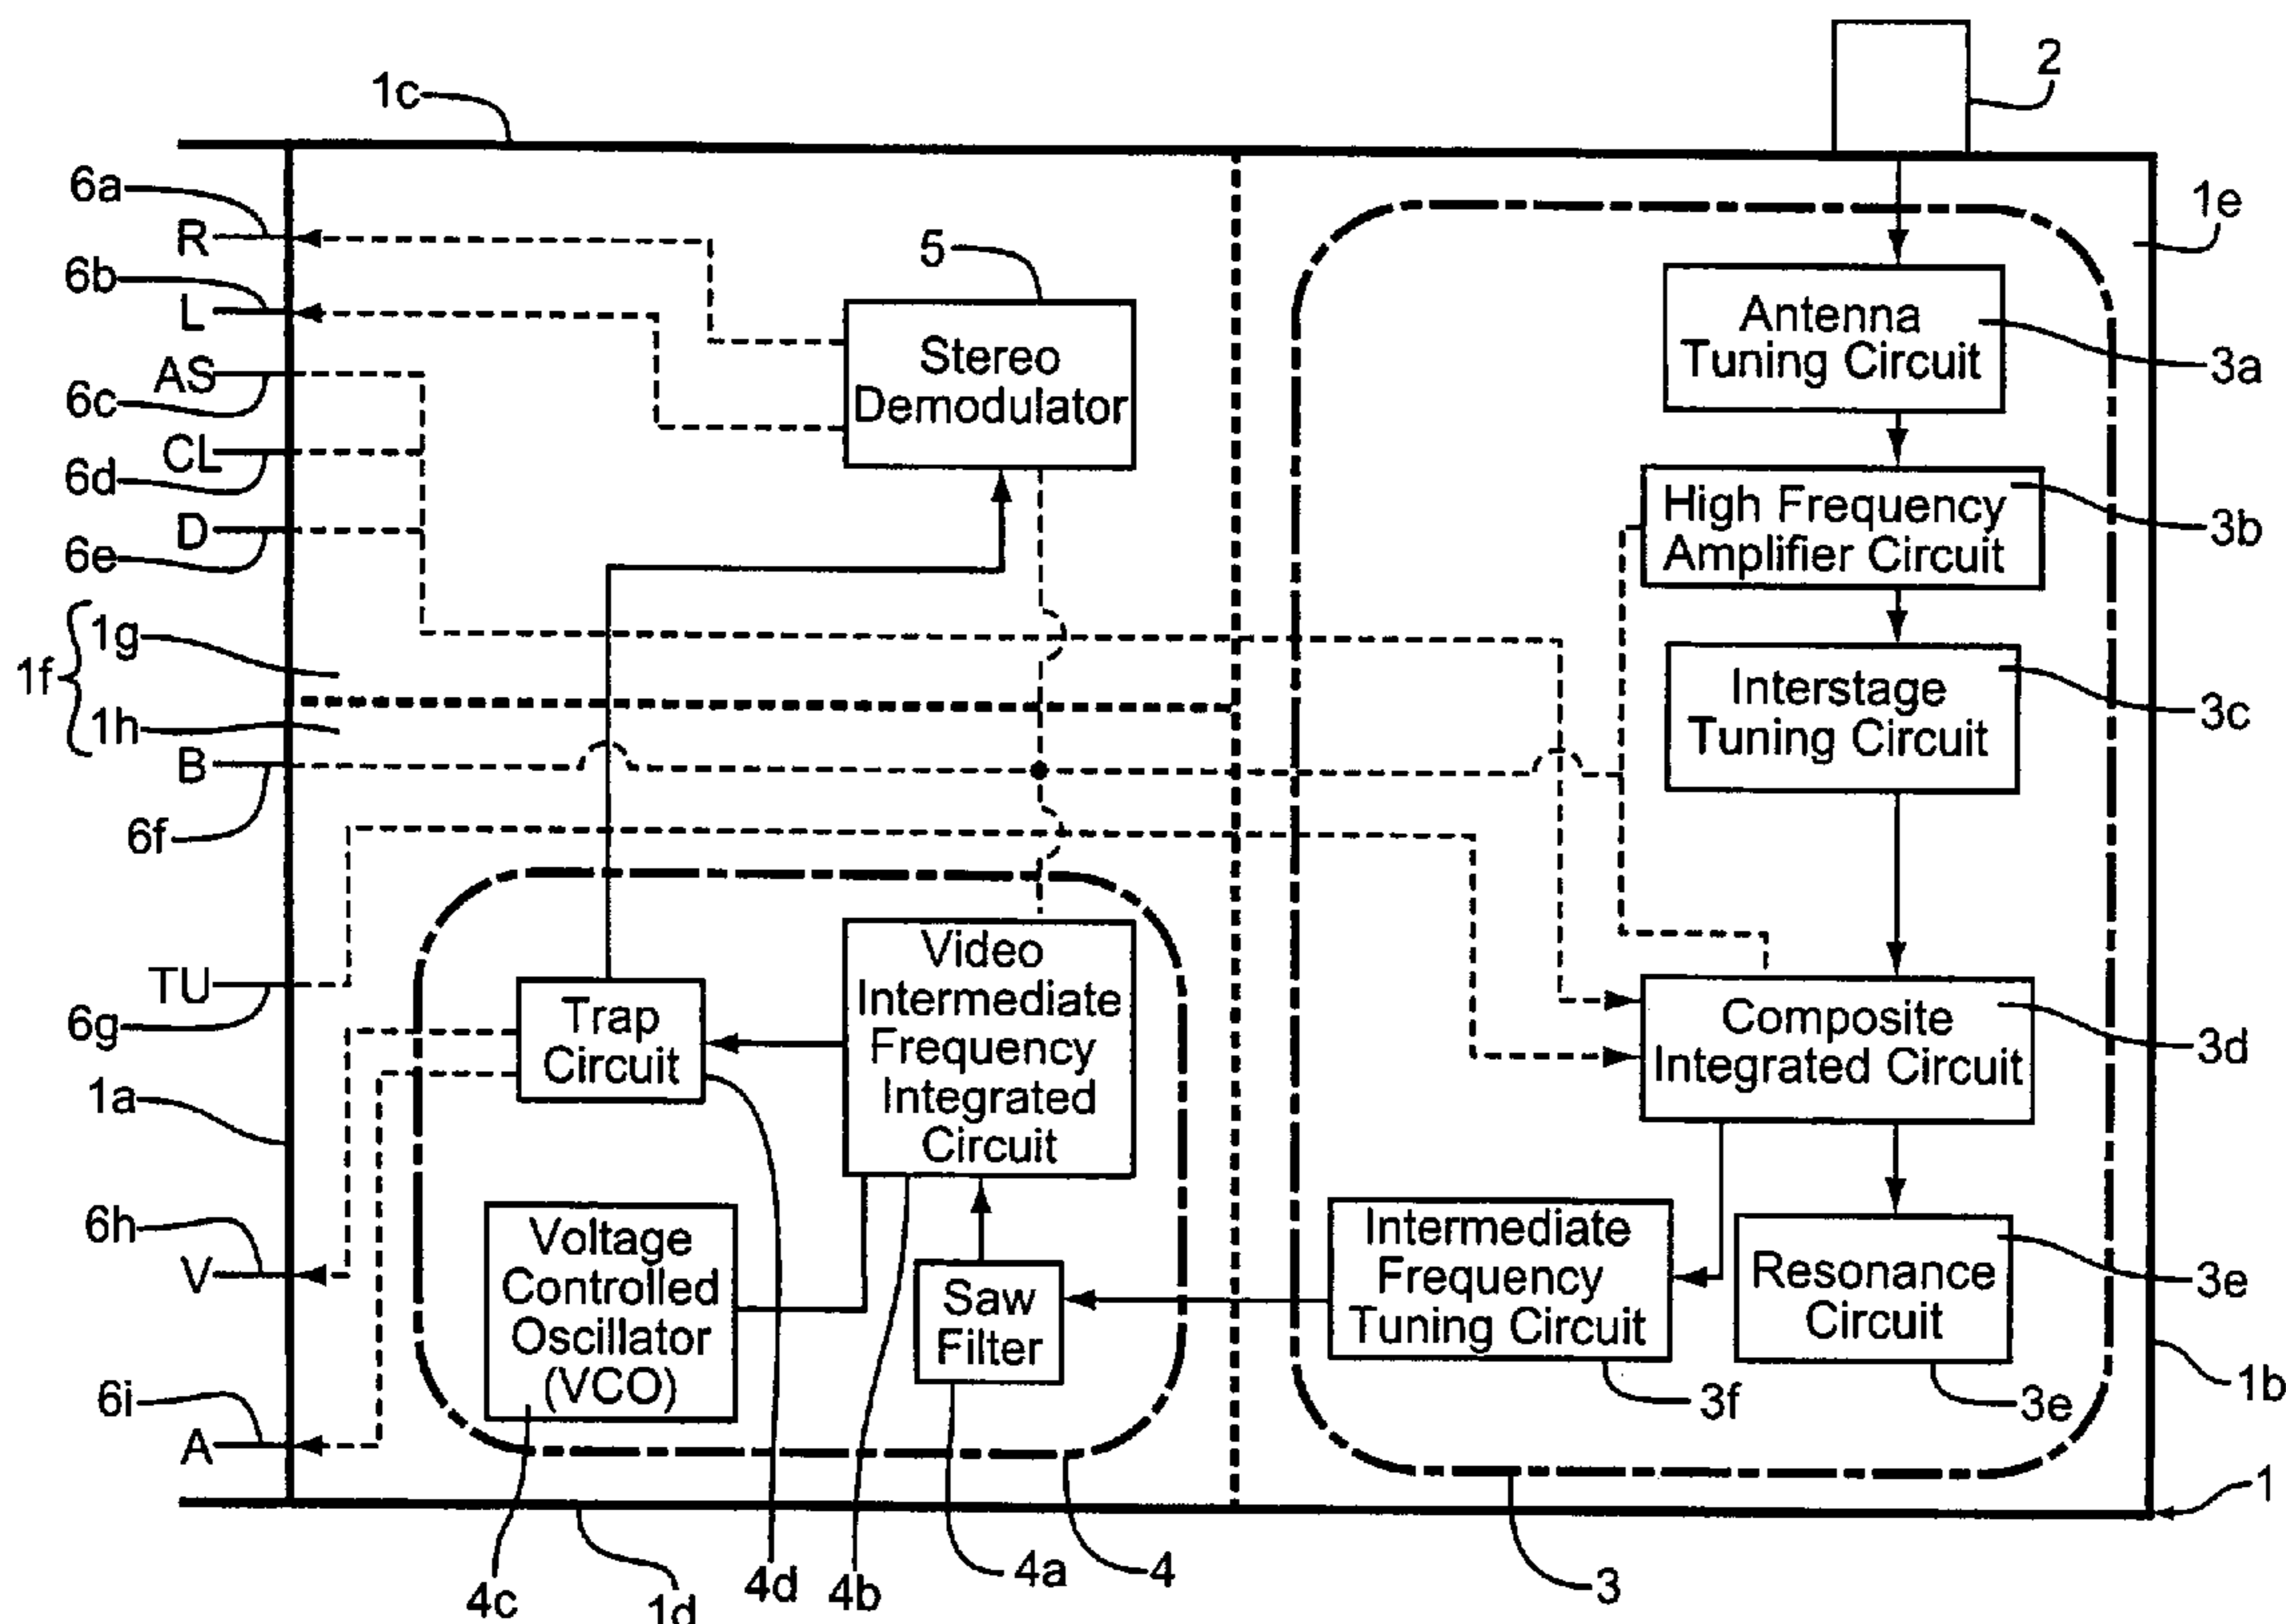 2
1c
6a
R
6b
L
AS
6c
CL
6d
D
6e
1f
1g
1h
B
6f
TU
6g
1a
6h
V
6i
A
5
Stereo
Demodulator
1e
Antenna
Tuning Circuit
3a
High Frequency
Amplifier Circuit
3b
Interstage
Tuning Circuit
3c
Composite
Integrated Circuit
3d
Intermediate
Frequency
Tuning Circuit
3f
Resonance
Circuit
3e
3e
1b
Trap
Circuit
Video
Intermediate
Frequency
Integrated
Circuit
Voltage
Controlled
Oscillator
(VCO)
Saw
Filter
4c
1d
4d
4b
4a
4
3
1